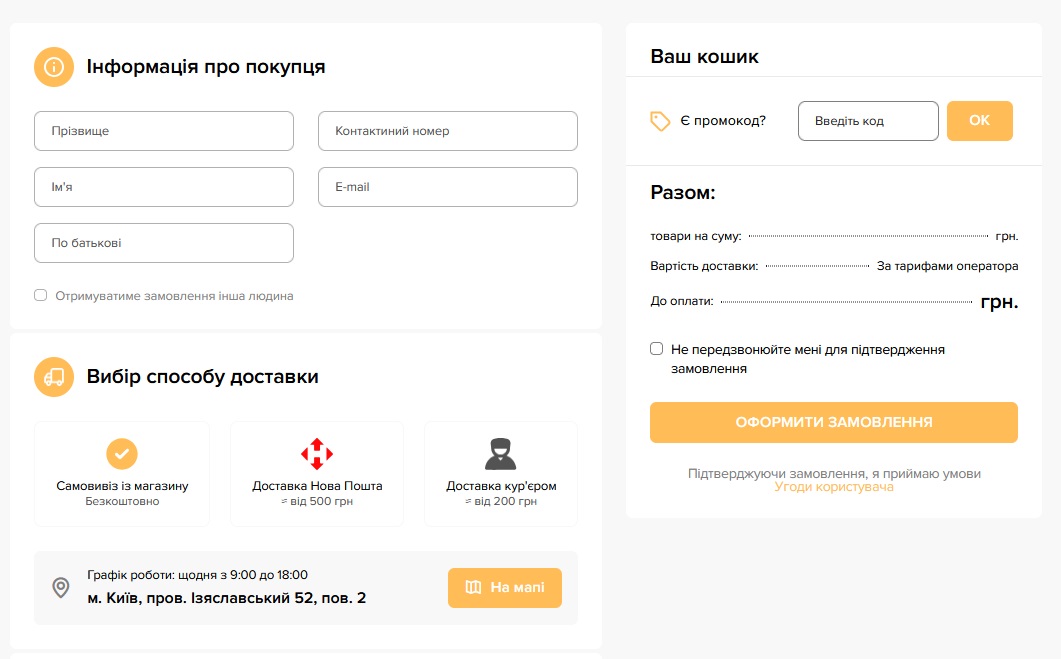 Інформація про покупця
Прізвище
Контактиний номер
Ім'я
E-mail
По батькові
Отримуватиме замовлення інша людина
Вибір способу доставки
Самовивіз із магазину
Безкоштовно
Доставка Нова Пошта
≈ від 500 грн
Доставка кур'єром
≈ від 200 грн
Графік роботи: щодня з 9:00 до 18:00
м. Київ, пров. Ізяславський 52, пов. 2
На мапі
Ваш кошик
Є промокод?
Введіть код
ОК
Разом:
товари на суму: грн.
Вартість доставки: За тарифами оператора
До оплати: грн.
Не передзвонюйте мені для підтвердження
замовлення
ОФОРМИТИ ЗАМОВЛЕННЯ
Підтверджуючи замовлення, я приймаю умови
Угоди користувача